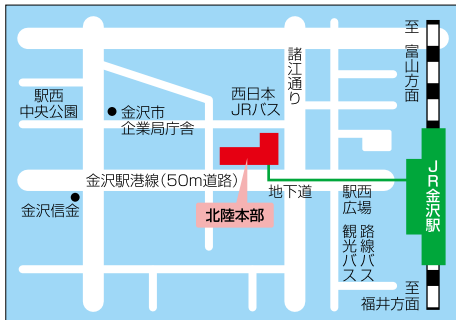 至
富山方面
諸江通り
駅西
中央公園
金沢市
企業局庁舎
西日本
JRバス
JR金沢駅
金沢駅港線(50m道路)
地下道
駅西
広場
金沢信金
北陸本部
路線バス
観光バス
至
福井方面